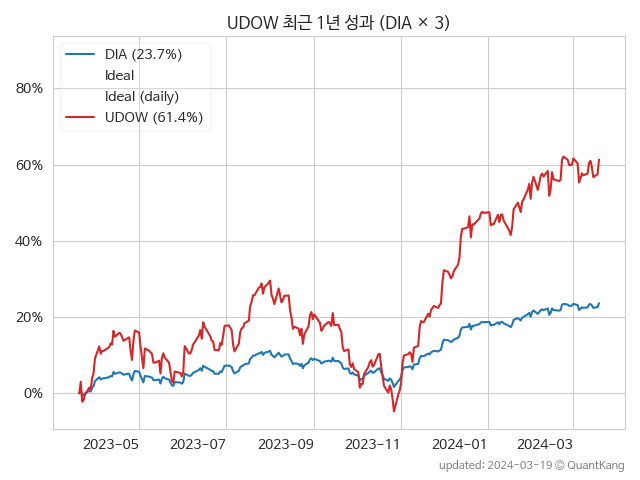 UDOW 최근 1년 성과 (DIA × 3)
DIA (23.7%)
Ideal
Ideal (daily)
UDOW (61.4%)
80%
60%
40%
20%
0%
2023-05 2023-07 2023-09 2023-11 2024-01 2024-03
updated: 2024-03-19 © QuantKang